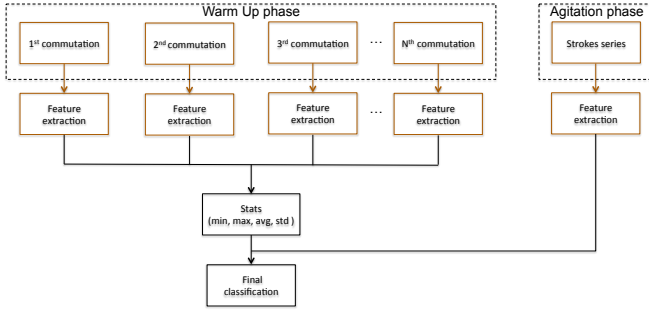 Warm Up phase
Agitation phase
1st commutation
2nd commutation
3rd commutation
...
Nth commutation
Strokes series
Feature
extraction
Feature
extraction
Feature
extraction
...
Feature
extraction
Feature
extraction
Stats
(min, max, avg, std )
Final
classification